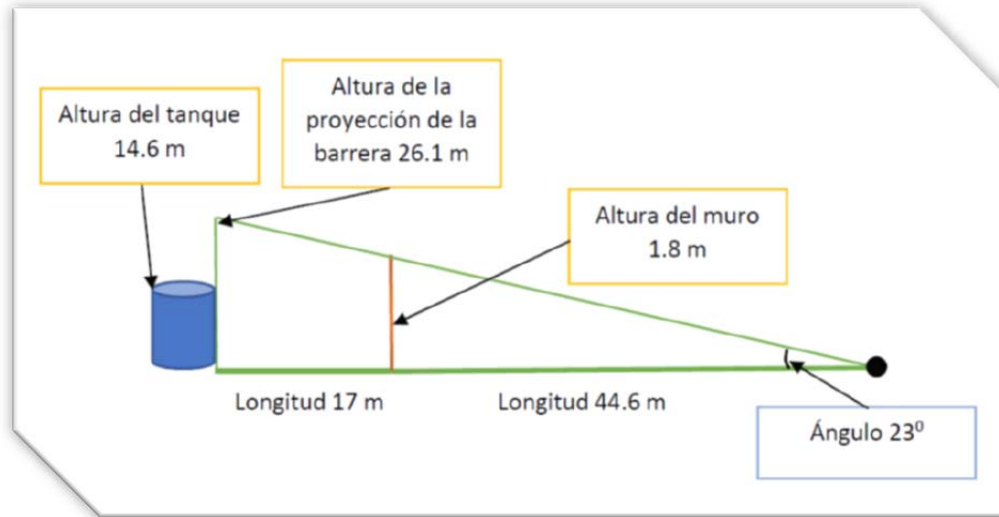 Altura del tanque
14.6 m
Altura de la
proyección de la
barrera 26.1 m
Altura del muro
1.8 m
Longitud 17 m
Longitud 44.6 m
Ángulo 23⁰